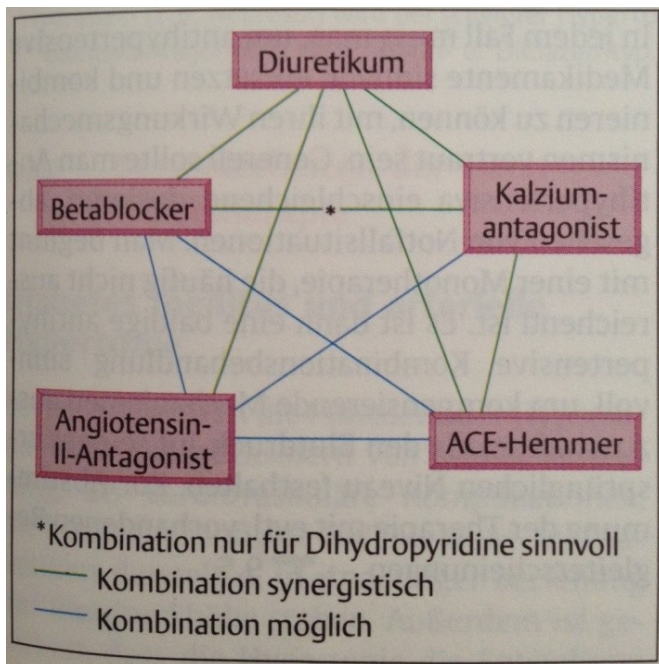 Diuretikum
Betablocker
*
Kalzium-
antagonist
Angiotensin-
II-Antagonist
ACE-Hemmer
*Kombination nur für Dihydropyridine sinnvoll
Kombination synergistisch
Kombination möglich